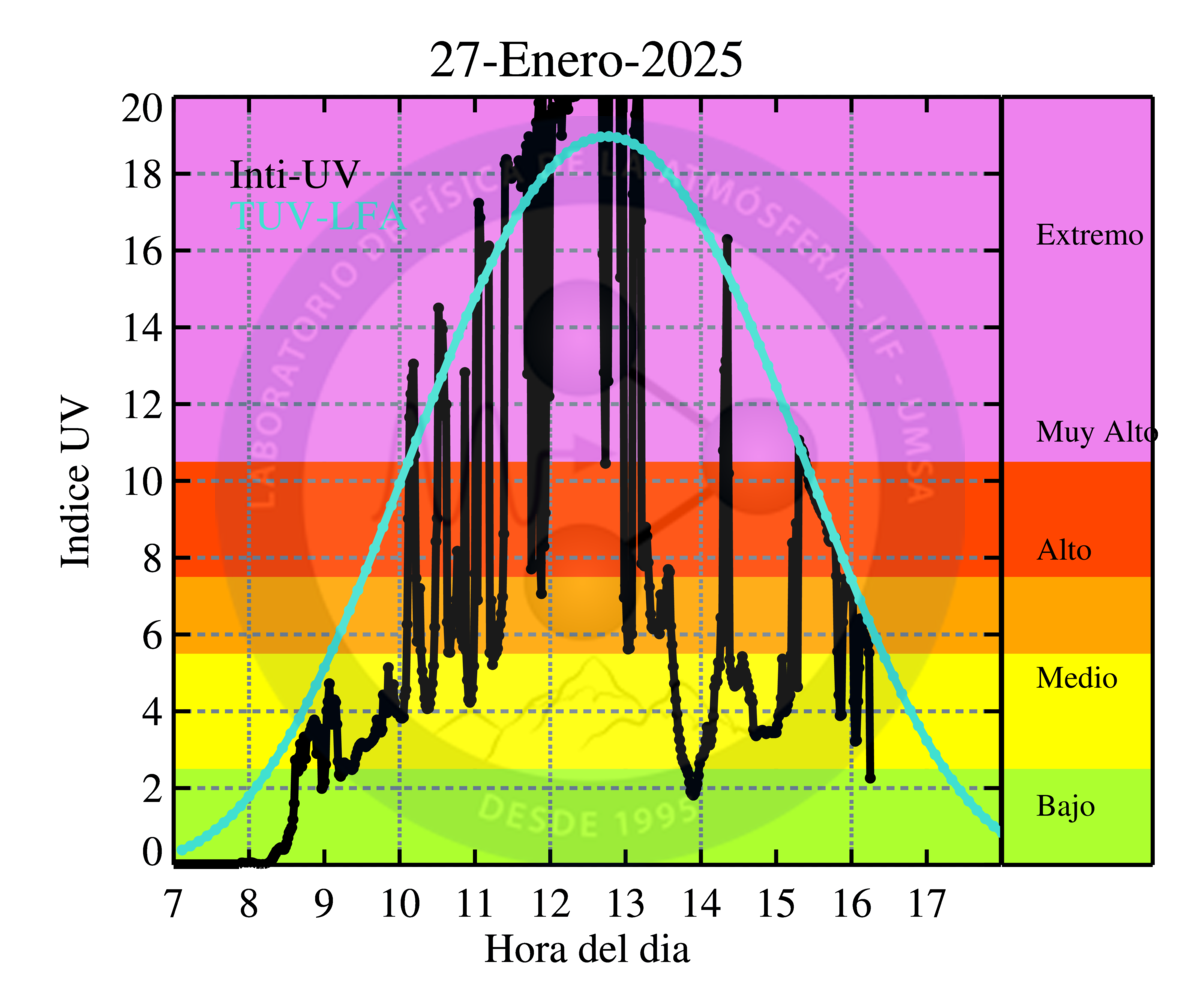 27-Enero-2025
Indice UV
20
18
16
14
12
10
8
6
4
2
0
Inti-UV
TUV-LFA
LABORATORIO DE FÍSICA DE LA ATMÓSFERA - IIF - UMSA
DESDE 1995
Extremo
Muy Alto
Alto
Medio
Bajo
7 8 9 10 11 12 13 14 15 16 17
Hora del dia